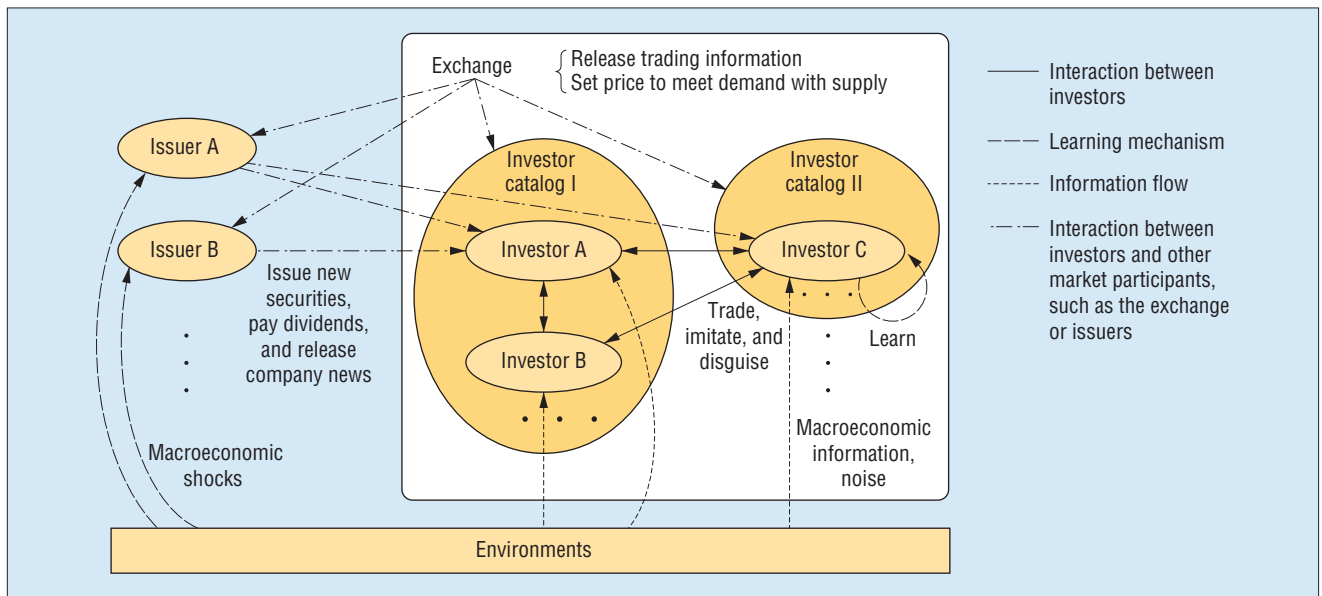 Exchange
Release trading information
Set price to meet demand with supply
Issuer A
Issuer B
Issue new
securities,
pay dividends,
and release
company news
Macroeconomic
shocks
Investor
catalog I
Investor A
Investor B
Investor
catalog II
Investor C
Trade,
imitate, and
disguise
Learn
Macroeconomic
information,
noise
Environments
Interaction between
investors
Learning mechanism
Information flow
Interaction between
investors and other
market participants,
such as the exchange
or issuers